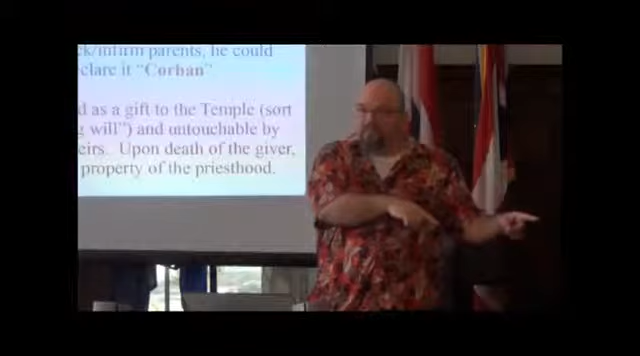 k/infirm parents, he could
clare it "Corban"
d as a gift to the Temple (sort
g will") and untouchable by
eirs. Upon death of the giver,
property of the priesthood.